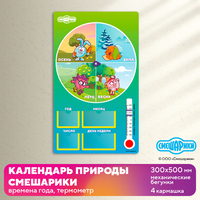 СМЕШАРИКИ
ОСЕНЬ
ЗИМА
ЛЕТО
ВЕСНА
ГОД
МЕСЯЦ
ЧИСЛО
ДЕНЬ НЕДЕЛИ
СМЕШАРИКИ
© ООО «Смешарики»
КАЛЕНДАРЬ ПРИРОДЫ
СМЕШАРИКИ
времена года, термометр
300x500 мм
механические
бегунки
4 кармашка